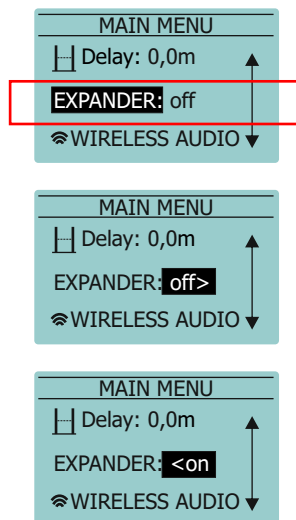 MAIN MENU
Delay: 0,0m
EXPANDER: off
WIRELESS AUDIO
MAIN MENU
Delay: 0,0m
EXPANDER: off>
WIRELESS AUDIO
MAIN MENU
Delay: 0,0m
EXPANDER: <on
WIRELESS AUDIO